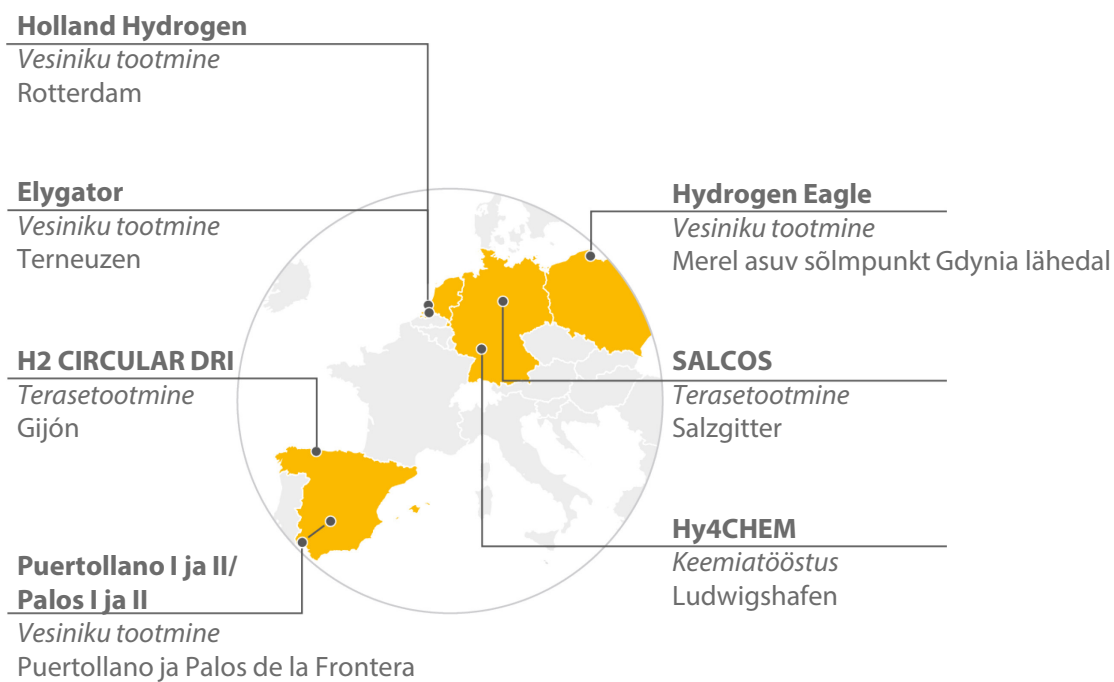 Holland Hydrogen
Vesiniku tootmine
Rotterdam
Elygator
Vesiniku tootmine
Terneuzen
H2 CIRCULAR DRI
Terasetootmine
Gijón
Puertollano I ja II/
Palos I ja II
Vesiniku tootmine
Puertollano ja Palos de la Frontera
Hydrogen Eagle
Vesiniku tootmine
Merel asuv sõlmpunkt Gdynia lähedal
SALCOS
Terasetootmine
Salzgitter
Hy4CHEM
Keemiatööstus
Ludwigshafen